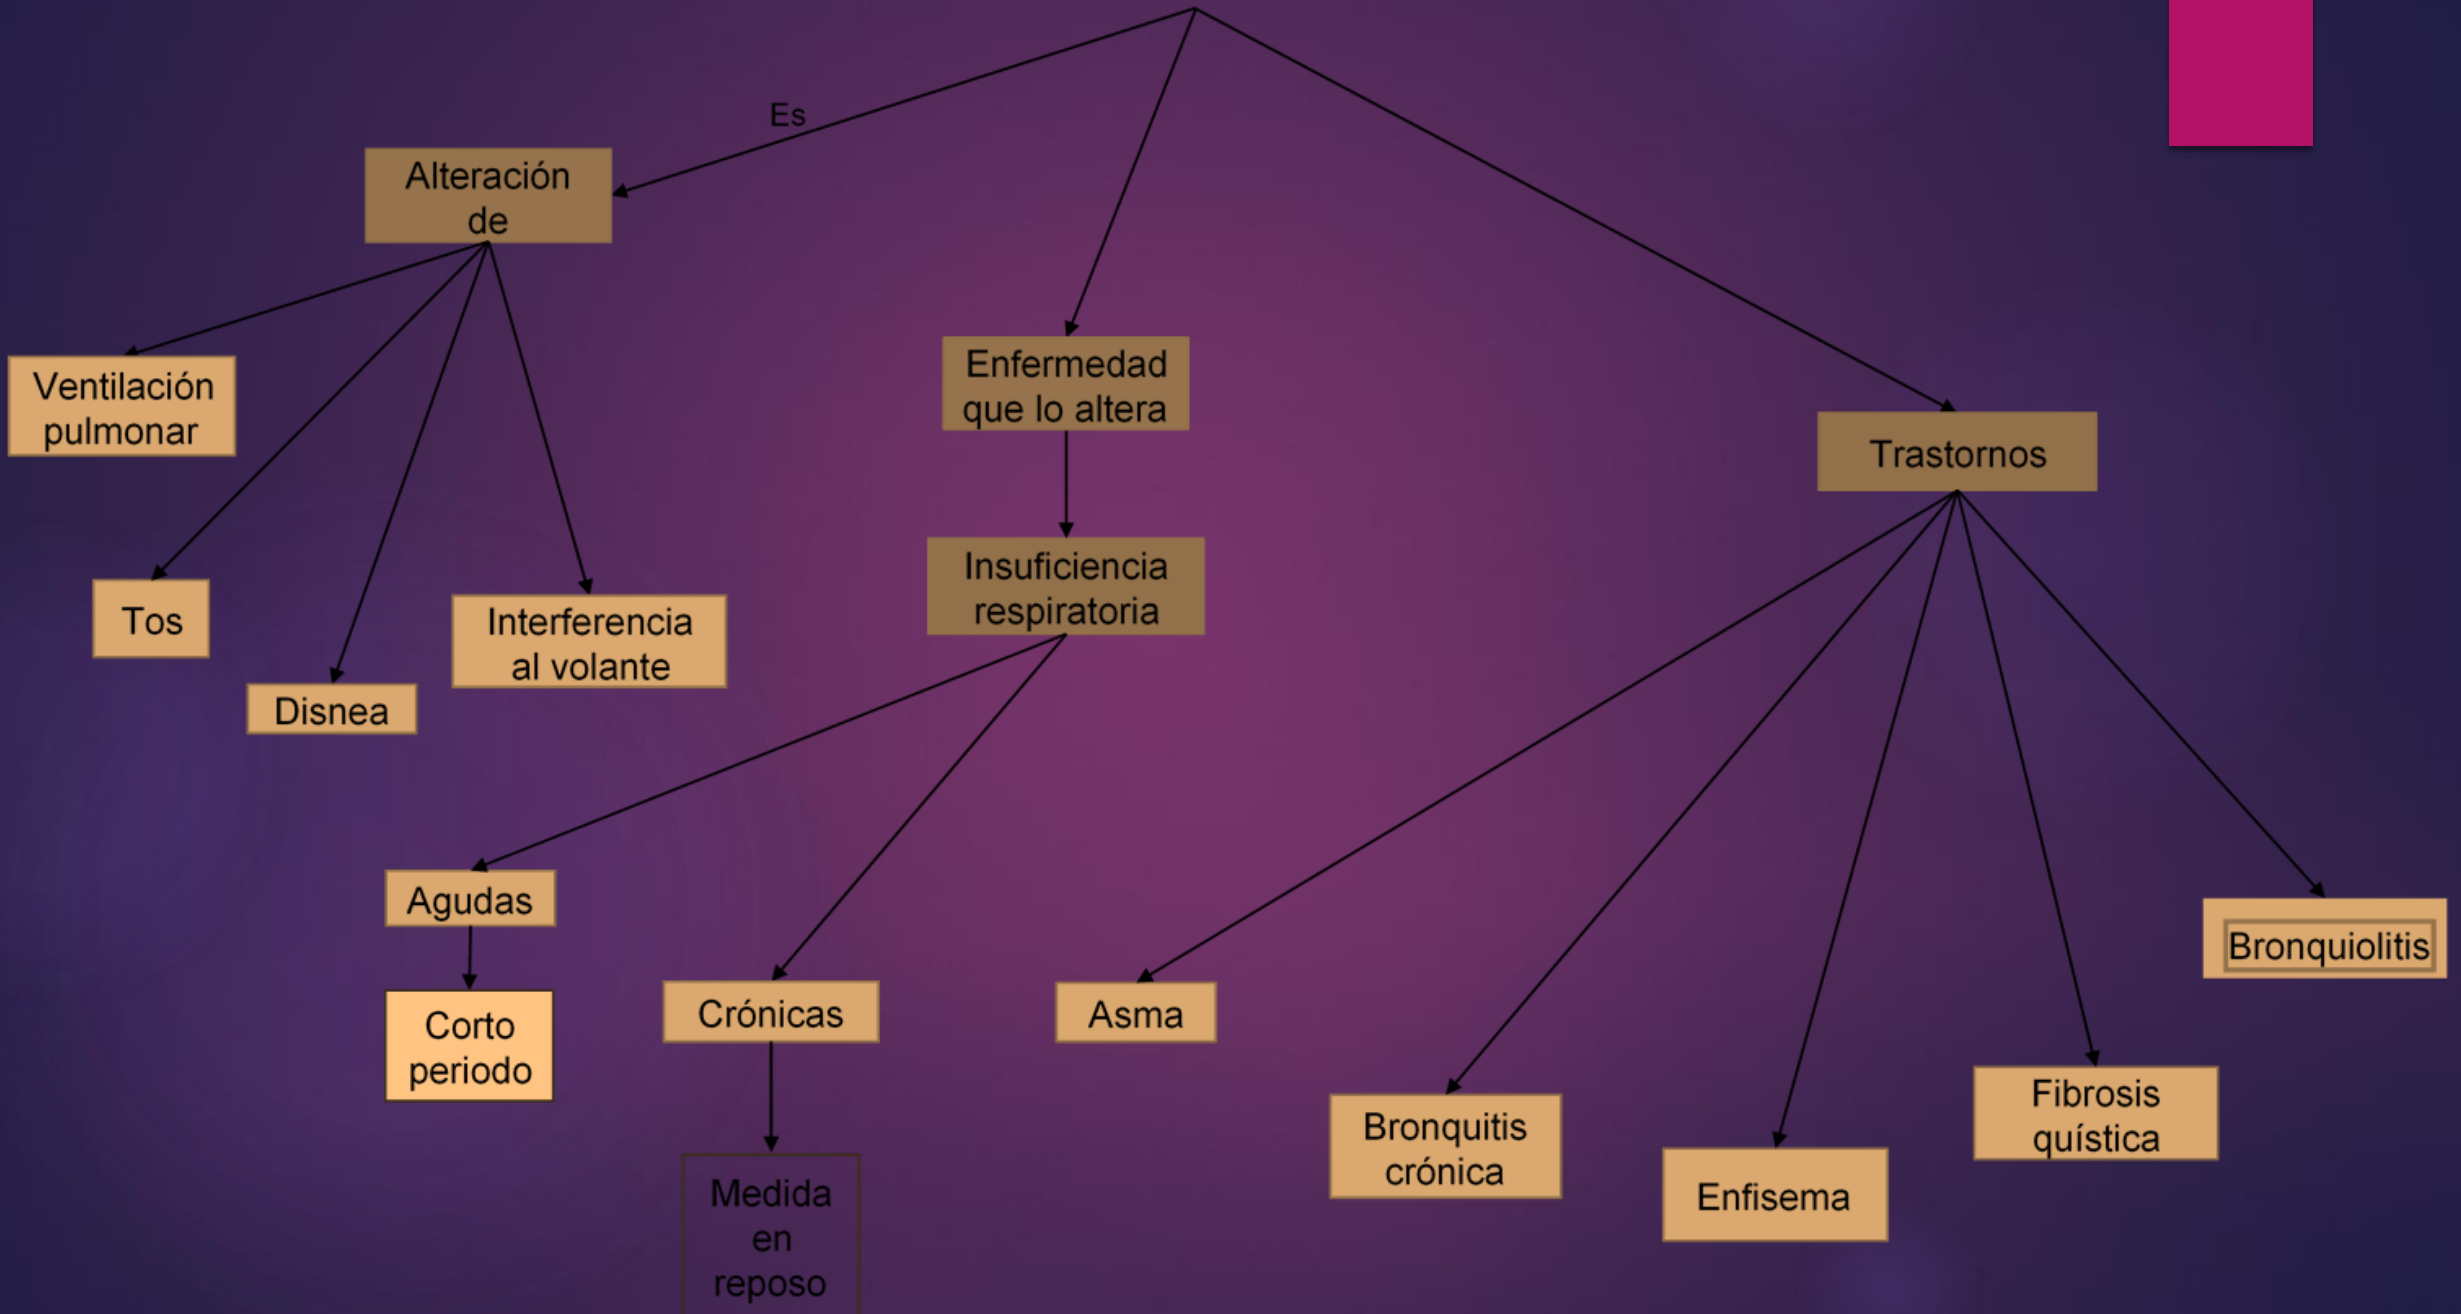 Es
Alteración
de
Ventilación
pulmonar
Tos
Disnea
Interferencia
al volante
Enfermedad
que lo altera
Insuficiencia
respiratoria
Agudas
Corto
periodo
Crónicas
Medida
en
reposo
Trastornos
Asma
Bronquitis
crónica
Enfisema
Fibrosis
quística
Bronquiolitis